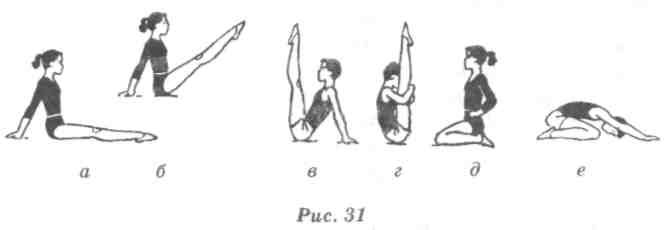 а б в г д е
Рис. 31